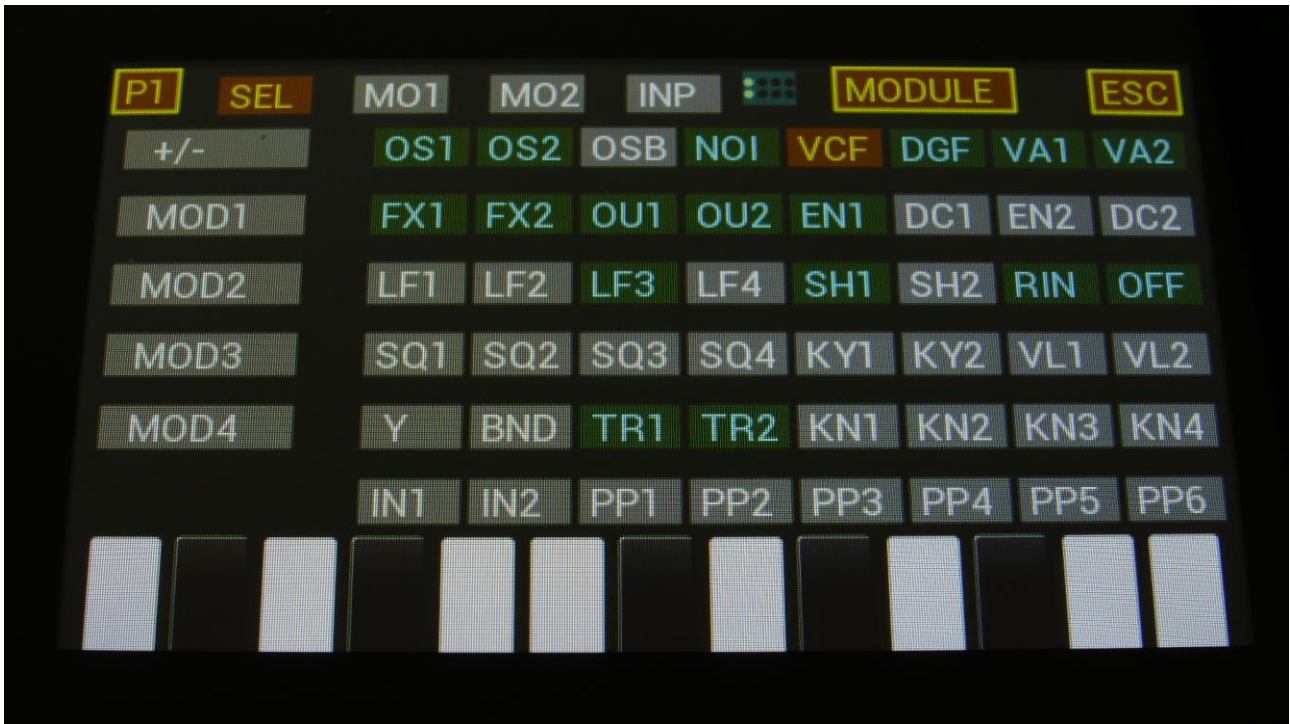 P1 SEL MO1 MO2 INP MODULE ESC
+/- OS1 OS2 OSB NOI VCF DGF VA1 VA2
MOD1 FX1 FX2 OU1 OU2 EN1 DC1 EN2 DC2
MOD2 LF1 LF2 LF3 LF4 SH1 SH2 RIN OFF
MOD3 SQ1 SQ2 SQ3 SQ4 KY1 KY2 VL1 VL2
MOD4 Y BND TR1 TR2 KN1 KN2 KN3 KN4
IN1 IN2 PP1 PP2 PP3 PP4 PP5 PP6